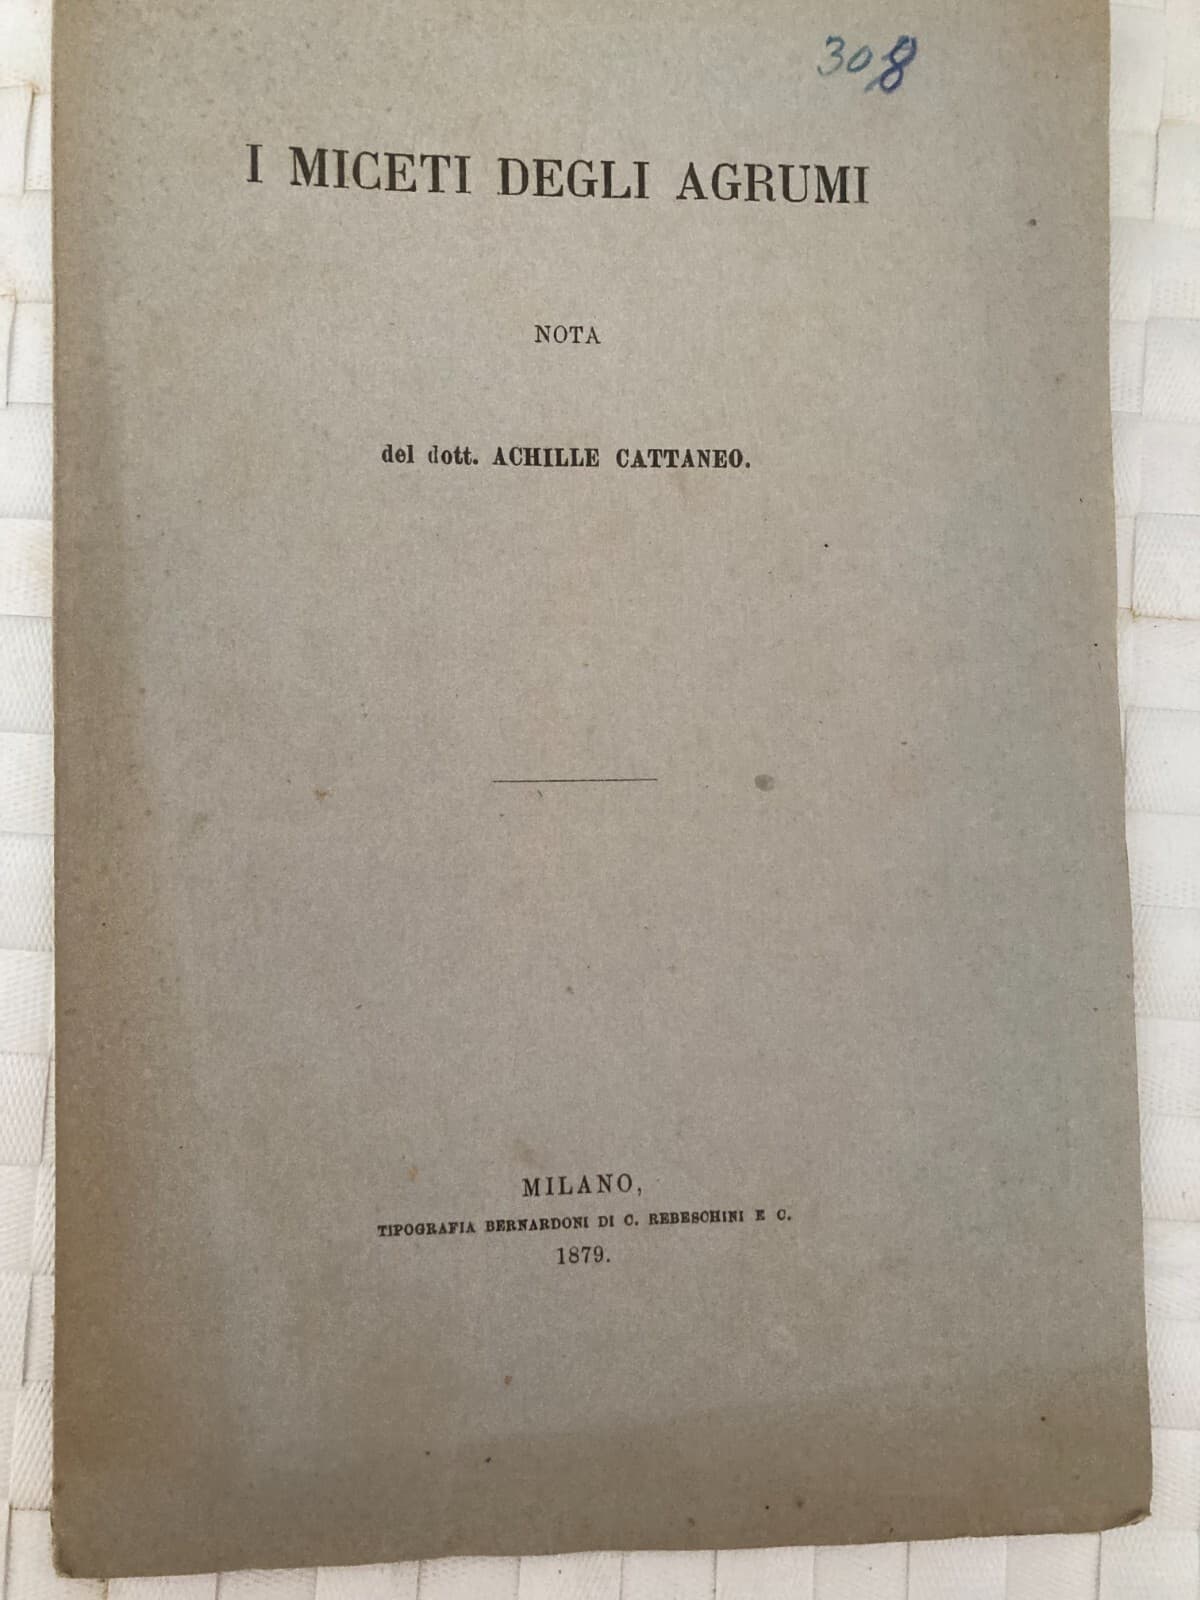 308
I MICETI DEGLI AGRUMI
NOTA
del dott. ACHILLE CATTANEO.
MILANO,
TIPOGRAFIA BERNARDONI DI C. REBESCHINI E C.
1879.